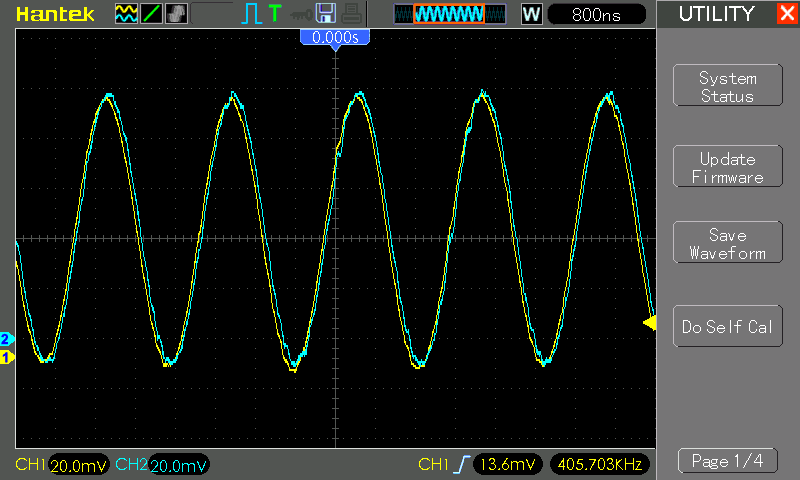 Hantek
T
W
800ns
UTILITY
0.000s
System
Status
Update
Firmware
Save
Waveform
Do Self Cal
2
1
CH1 20.0mV CH2 20.0mV
CH1 13.6mV 405.703KHz
Page 1/4